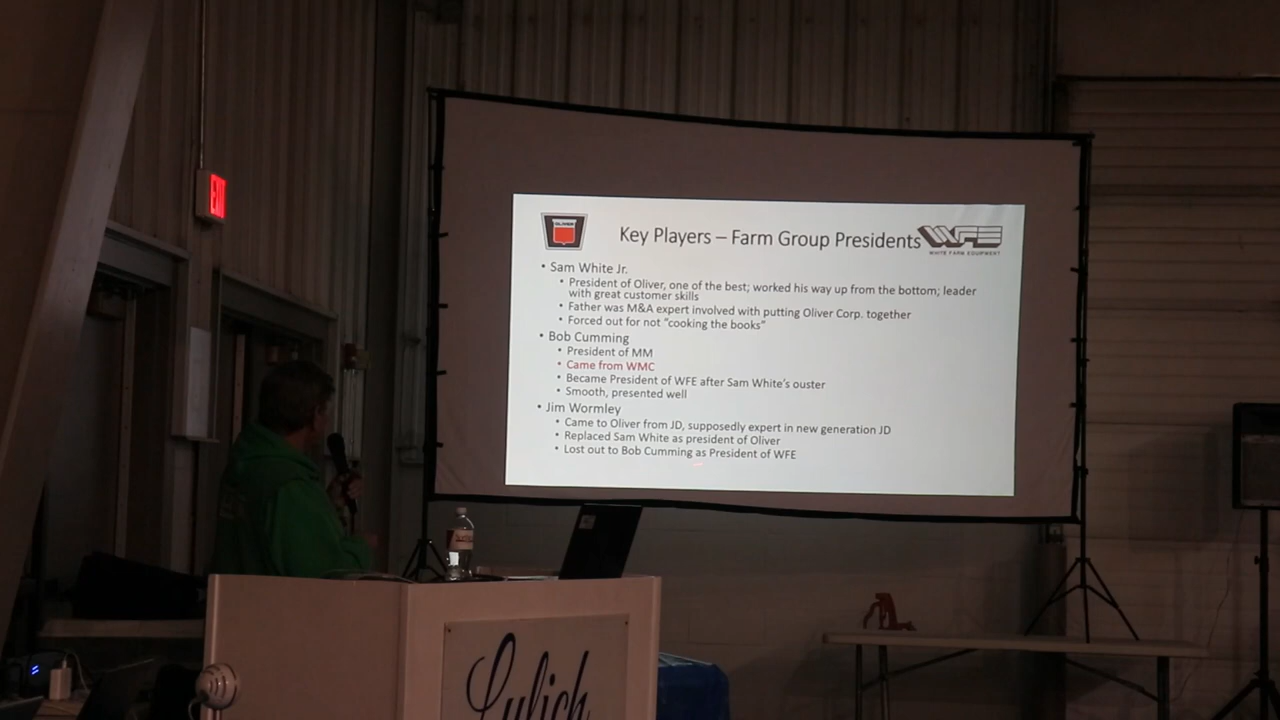 EXIT
OLIVER
Key Players – Farm Group Presidents
WFE
WHITE FARM EQUIPMENT
• Sam White Jr.
• President of Oliver, one of the best; worked his way up from the bottom; leader
with great customer skills
• Father was M&A expert involved with putting Oliver Corp. together
• Forced out for not “cooking the books”
• Bob Cumming
• President of MM
• Came from WMC
• Became President of WFE after Sam White's ouster
• Smooth, presented well
• Jim Wormley
• Came to Oliver from JD, supposedly expert in new generation JD
• Replaced Sam White as president of Oliver
• Lost out to Bob Cumming as President of WFE
Lulich